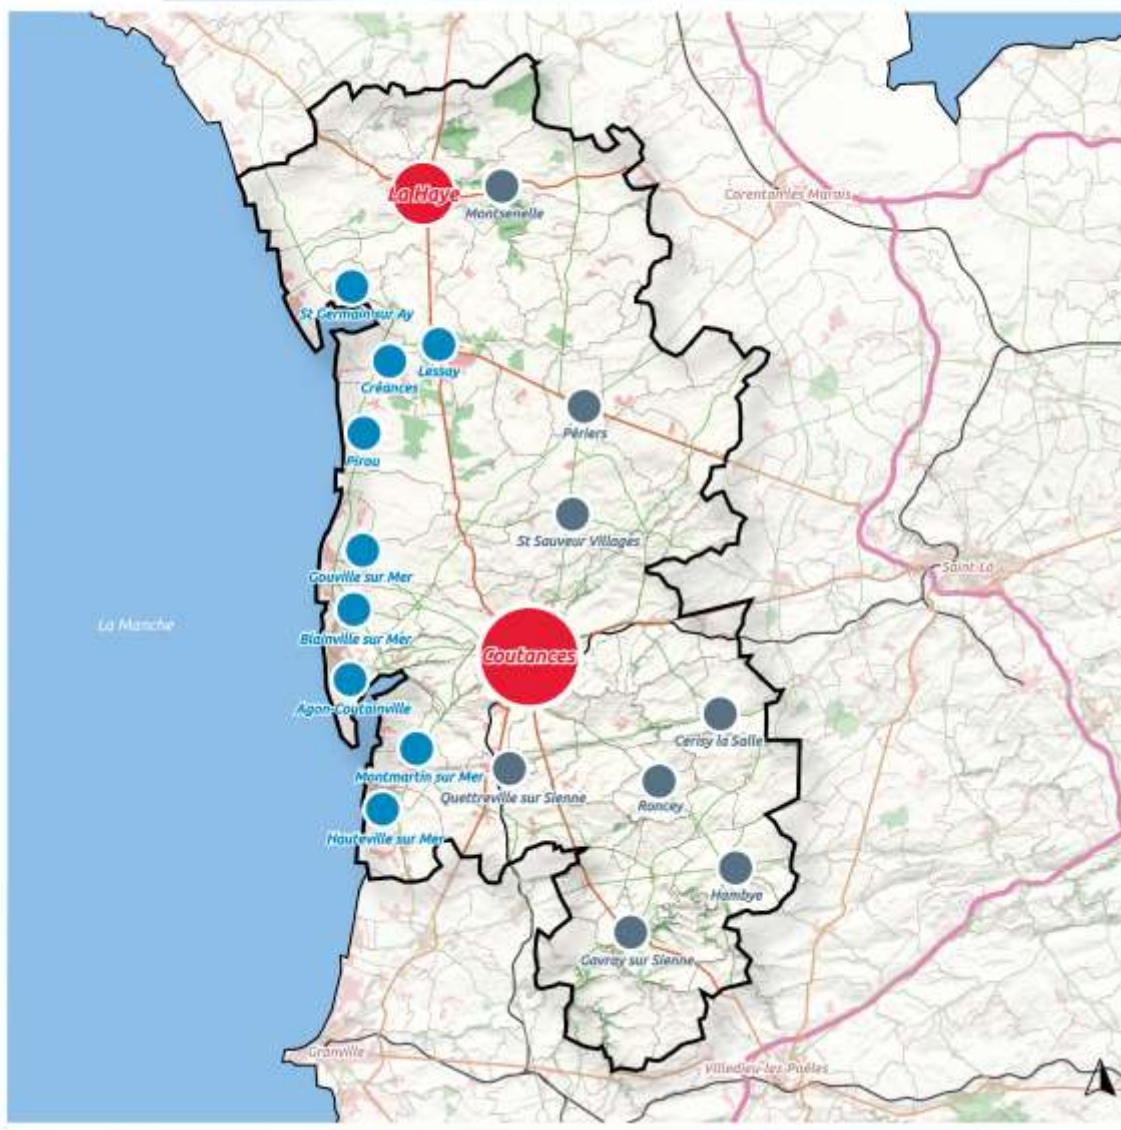 La Haye
Montsenelle
Carentan les Marais
St Germain sur Ay
Lessay
Créances
Périers
Pirou
St Sauveur Villages
Gouville sur Mer
Saint-Lô
Blainville sur Mer
La Manche
Coutances
Agon-Coutainville
Cerisy la Salle
Montmartin sur Mer
Quettreville sur Sienne
Roncey
Hauteville sur Mer
Hambye
Gavray sur Sienne
Granville
Villedieu-les-Poêles